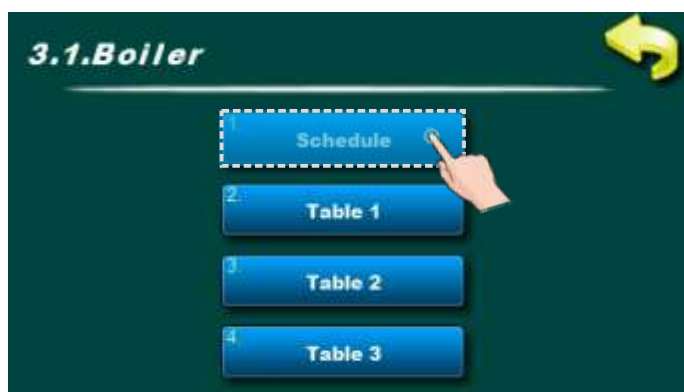 3.1.Boiler
1.
Schedule
2.
Table 1
3.
Table 2
4.
Table 3